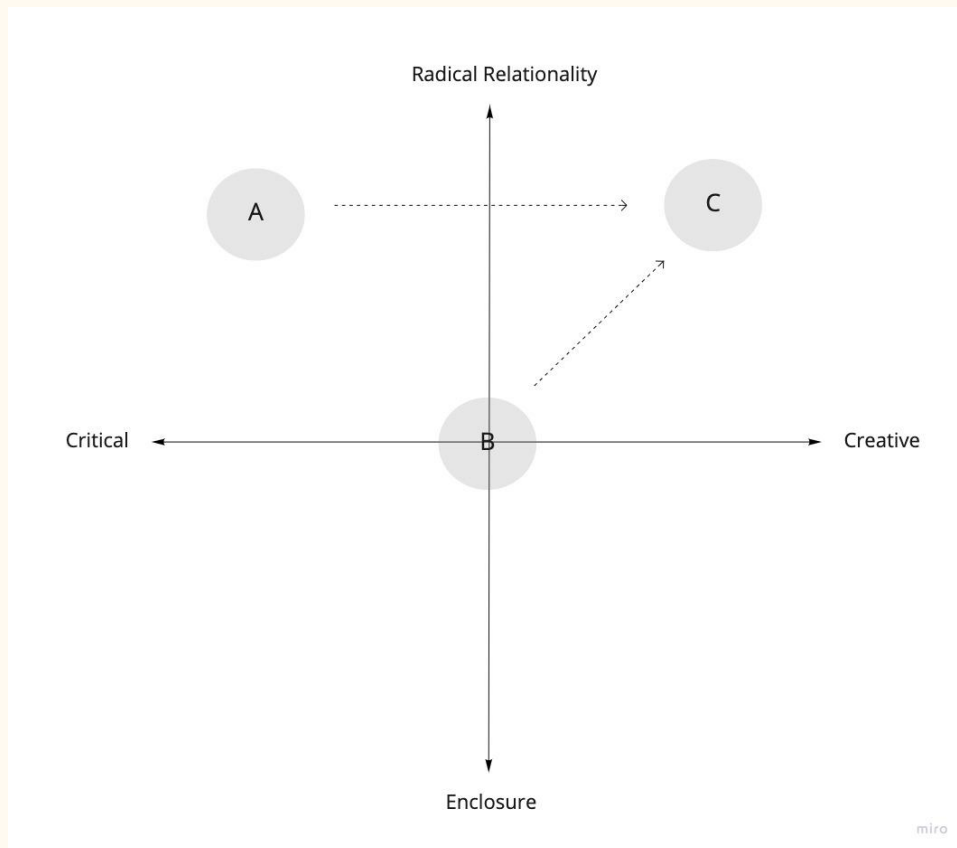 Radical Relationality
A
C
Critical
B
Creative
Enclosure
miro